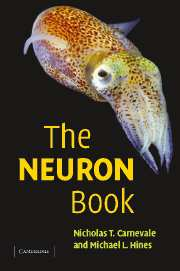 The
NEURON
Book
Nicholas T. Carnevale
and Michael L. Hines
CAMBRIDGE